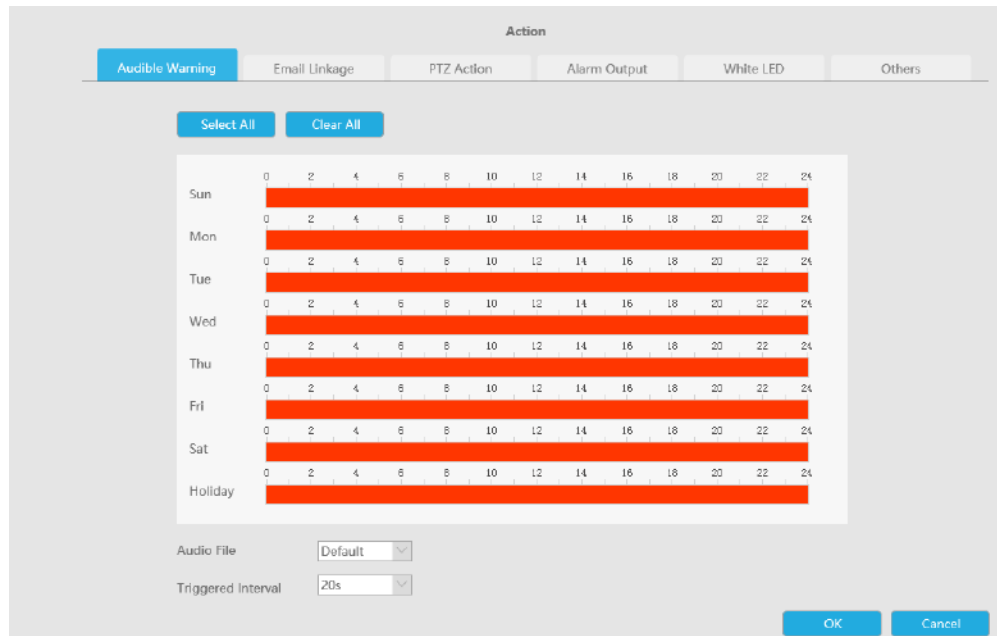 Action
Audible Warning Email Linkage PTZ Action Alarm Output White LED Others
Select All Clear All
0 2 4 6 8 10 12 14 16 18 20 22 24
Sun
0 2 4 6 8 10 12 14 16 18 20 22 24
Mon
0 2 4 6 8 10 12 14 16 18 20 22 24
Tue
0 2 4 6 8 10 12 14 16 18 20 22 24
Wed
0 2 4 6 8 10 12 14 16 18 20 22 24
Thu
0 2 4 6 8 10 12 14 16 18 20 22 24
Fri
0 2 4 6 8 10 12 14 16 18 20 22 24
Sat
0 2 4 6 8 10 12 14 16 18 20 22 24
Holiday
Audio File Default
Triggered Interval 20s
OK Cancel